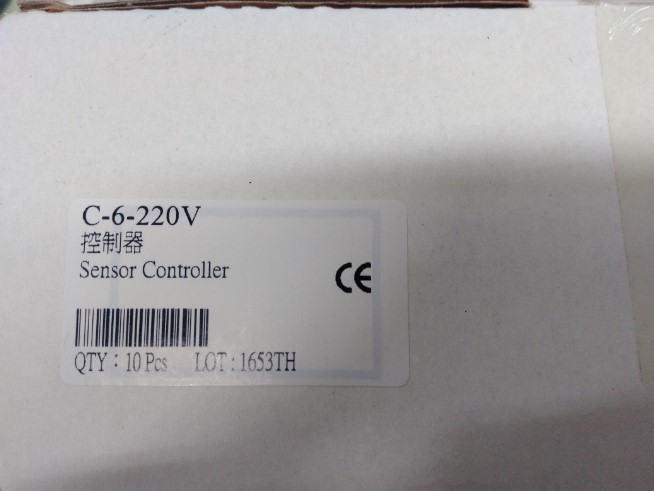 C-6-220V
控制器
Sensor Controller
CE
QTY：10 Pcs LOT : 1653TH